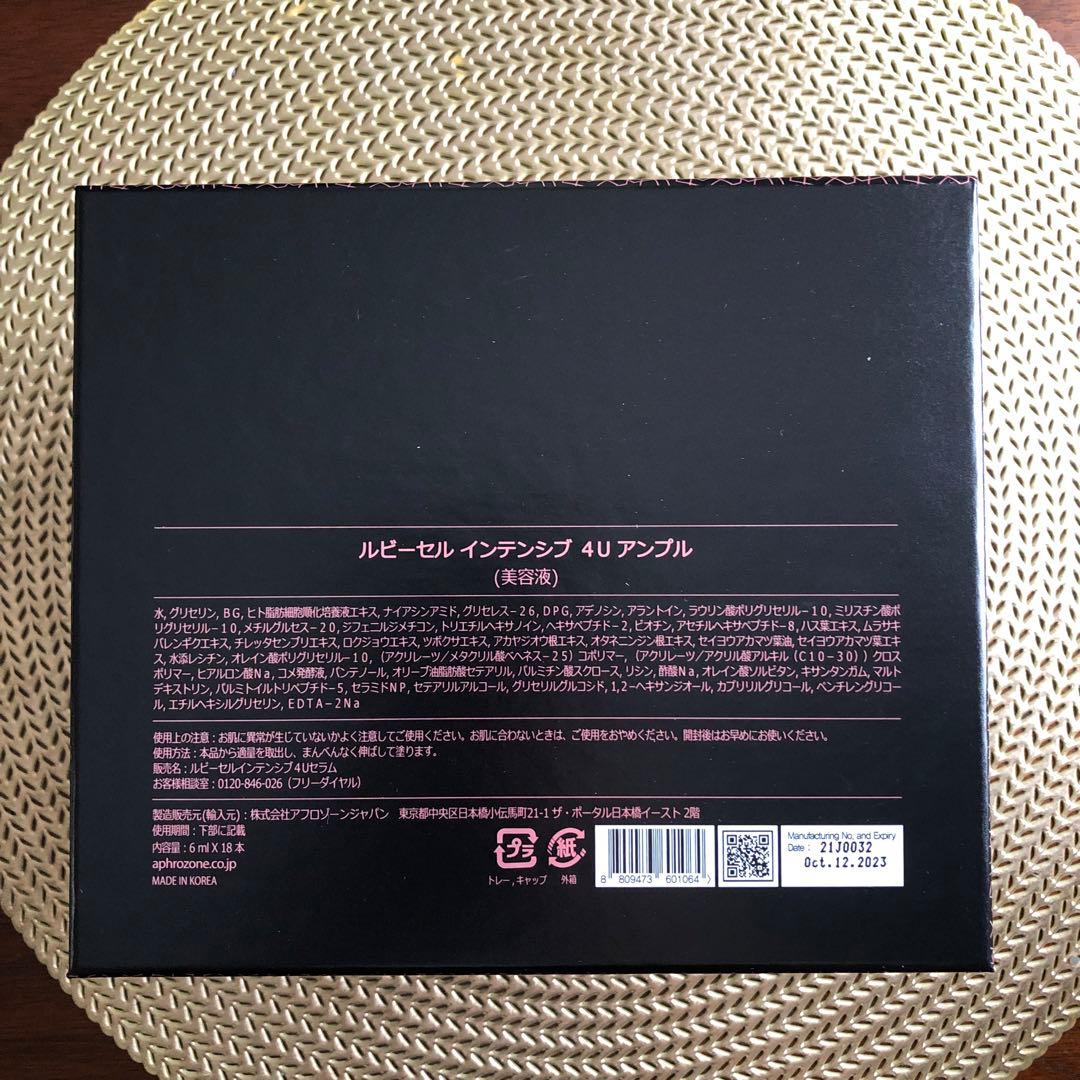 ルビーセル インテンシブ 4U アンプル
(美容液)
水, グリセリン, BG, ヒト脂肪細胞順化培養液エキス, ナイアシンアミド, グリセレス-26, DPG, アデノシン, アラントイン, ラウリン酸ポリグリセリル-10, ミリスチン酸ポ
リグリセリル-10, メチルグルセス-20, ジフェニルジメチコン, トリエチルヘキサノイン, ヘキサペプチド-2, ビオチン, アセチルヘキサペプチド-8, ハス葉エキス, ムラサキ
バレンギクエキス, チレッタセンブリエキス, ロクジョウエキス, ツボクサエキス, アカヤジオウ根エキス, オタネニンジン根エキス, セイヨウアカマツ葉油, セイヨウアカマツ葉エキ
ス, 水添レシチン, オレイン酸ポリグリセリル-10, (アクリレーツ/メタクリル酸ベヘネス-25) コポリマー, (アクリレーツ/アクリル酸アルキル (C10-30)) クロス
ポリマー, ヒアルロン酸Na, コメ発酵液, パンテノール, オリーブ油脂肪酸セテアリル, パルミチン酸スクロース, リシン, 酢酸Na, オレイン酸ソルビタン, キサンタンガム, マルト
デキストリン, パルミトイルトリペプチド-5, セラミドNP, セテアリルアルコール, グリセリルグルコシド, 1,2-ヘキサンジオール, カプリリルグリコール, ペンチレングリコー
ル, エチルヘキシルグリセリン, EDTA-2Na
使用上の注意 : お肌に異常が生じていないかよく注意してご使用ください。お肌に合わないときは、ご使用をおやめください。開封後はお早めにお使いください。
使用方法 : 本品から適量を取出し、まんべんなく伸ばして塗ります。
販売名 : ルビーセルインテンシブ4Uセラム
お客様相談室 : 0120-846-026 (フリーダイヤル)
製造販売元(輸入元) : 株式会社アフロゾーンジャパン 東京都中央区日本橋小伝馬町21-1 ザ・ポータル日本橋イースト 2階
使用期間 : 下部に記載
内容量 : 6 ml X 18 本
aphrozone.co.jp
MADE IN KOREA
プラ
トレー, キャップ
紙
外箱
8 809473 601064
Manufacturing No, and Expiry
Date : 21J0032
Oct.12.2023